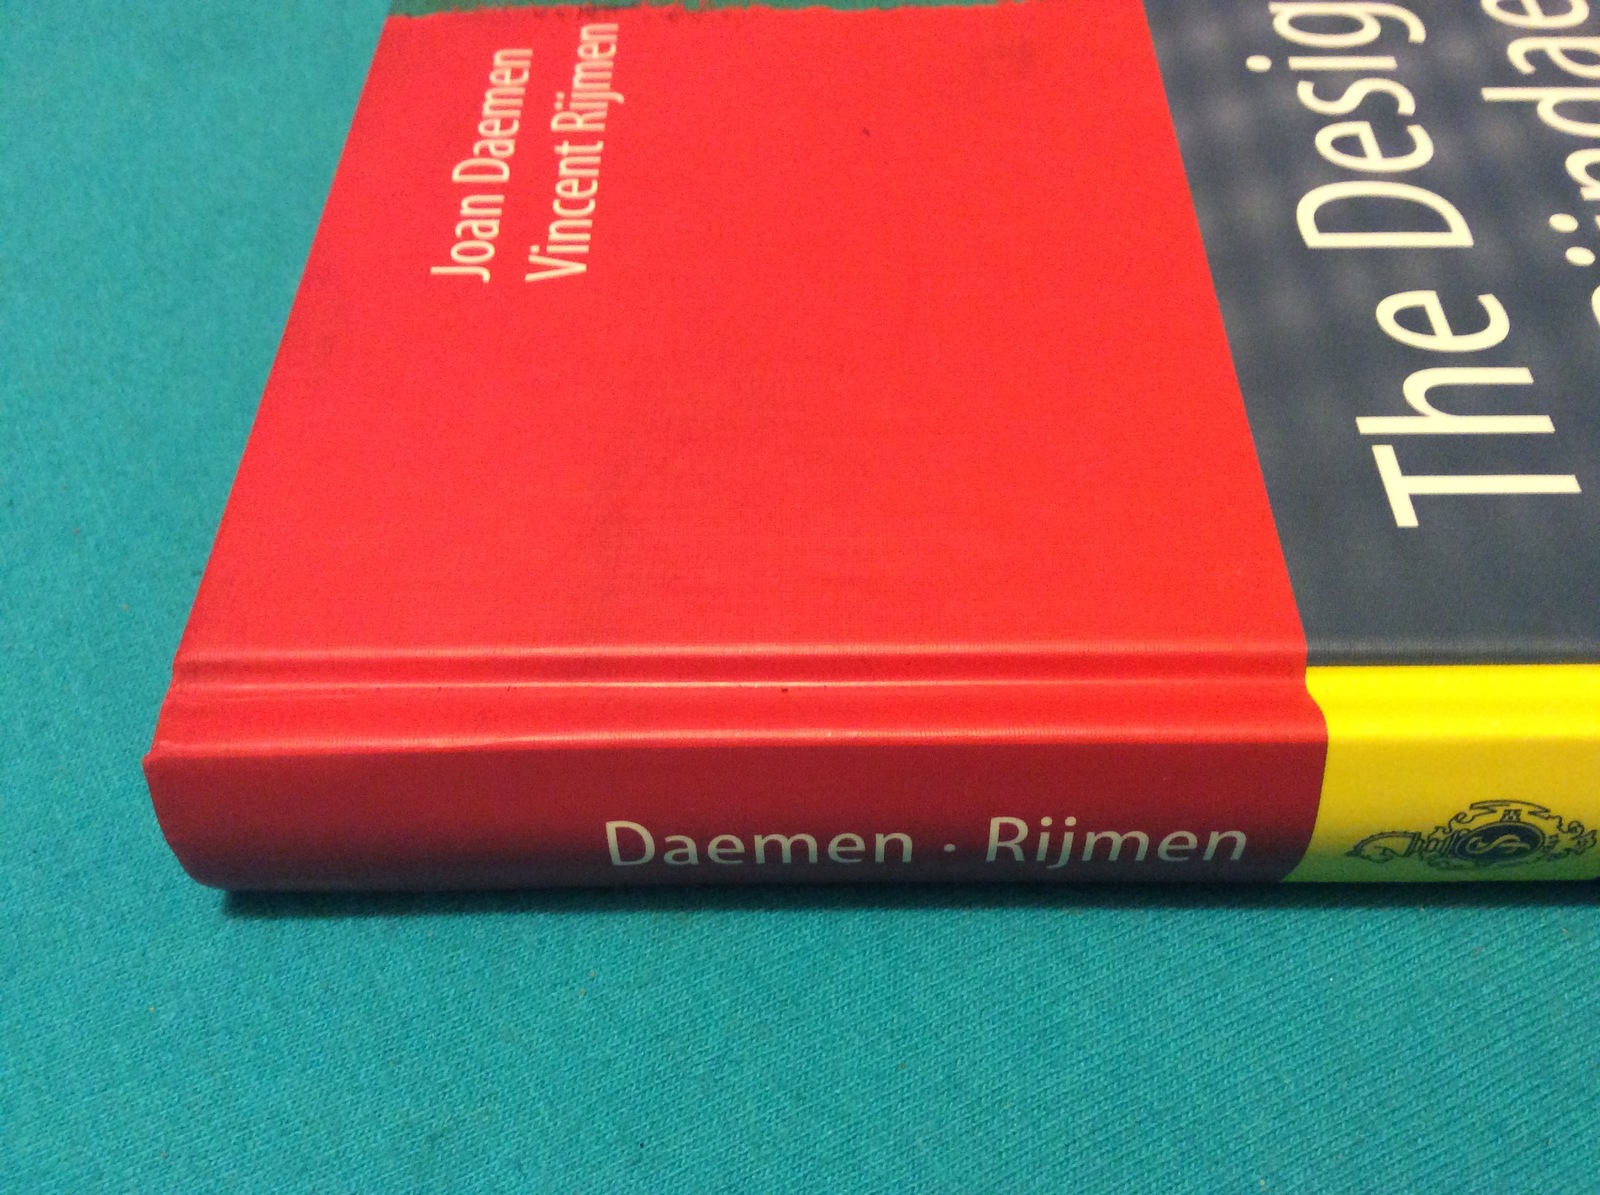 Joan Daemen
Vincent Rijmen
The Desig
Daemen · Rijmen